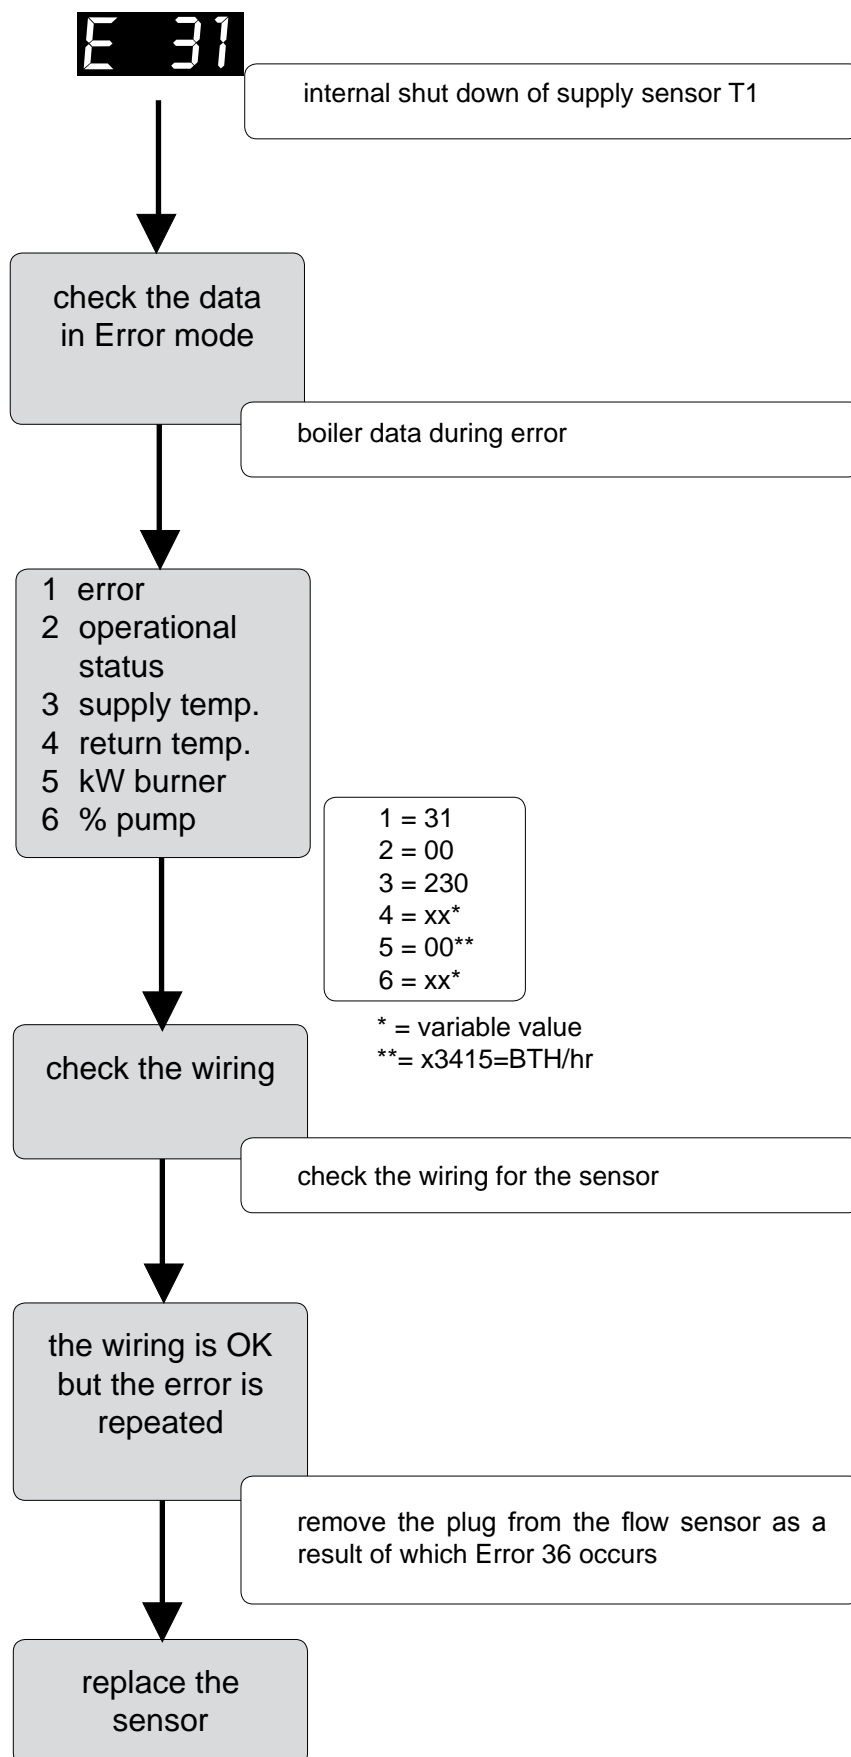 E 31
internal shut down of supply sensor T1
check the data
in Error mode
boiler data during error
1 error
2 operational
status
3 supply temp.
4 return temp.
5 kW burner
6 % pump
1 = 31
2 = 00
3 = 230
4 = xx*
5 = 00**
6 = xx*
* = variable value
**= x3415=BTH/hr
check the wiring
check the wiring for the sensor
the wiring is OK
but the error is
repeated
remove the plug from the flow sensor as a
result of which Error 36 occurs
replace the
sensor